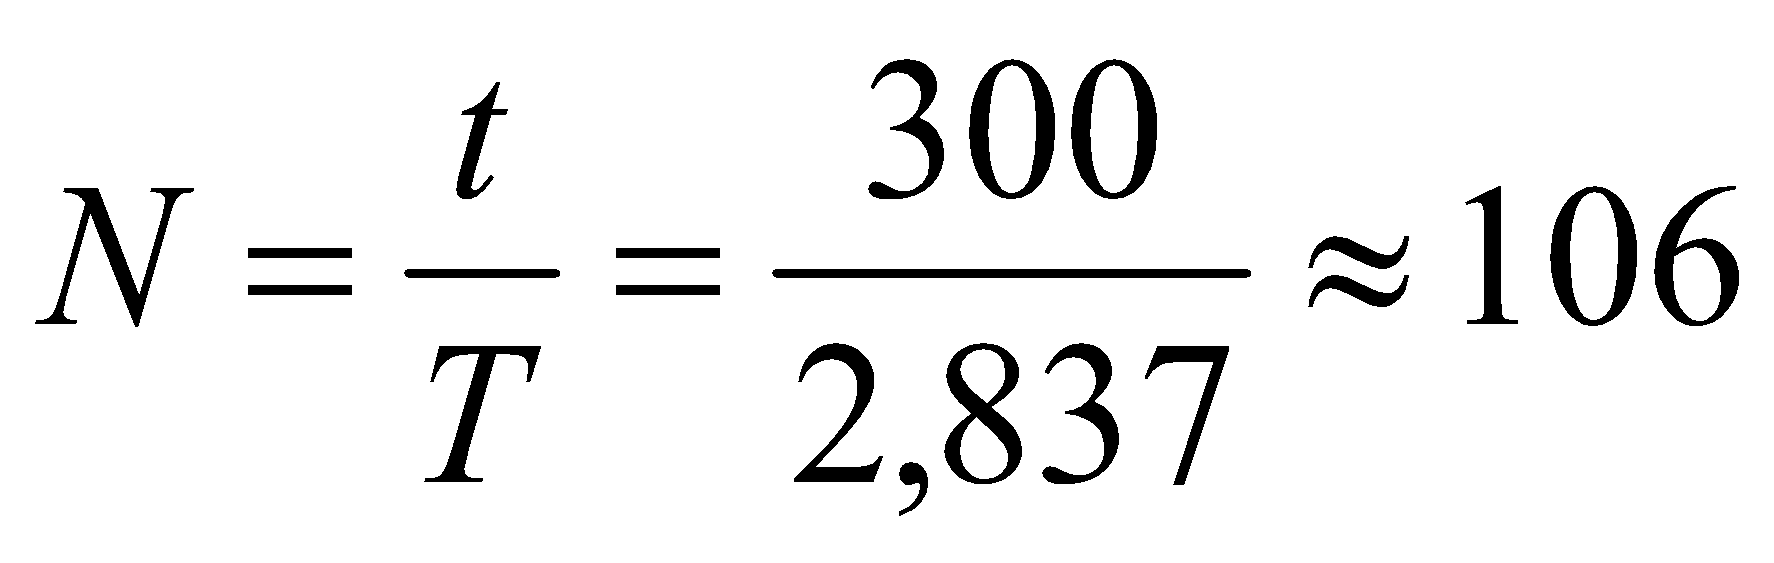 N = t/T = 300/2,837 ≈ 106